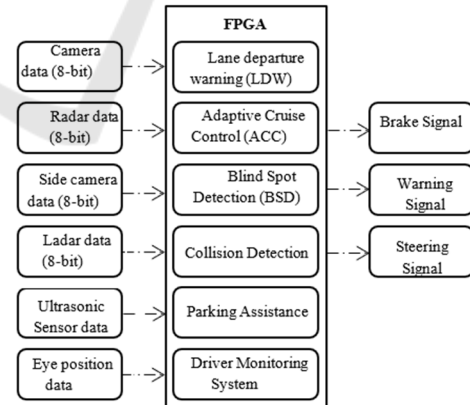 FPGA
Camera
data (8-bit)
Lane departure
warning (LDW)
Radar data
(8-bit)
Adaptive Cruise
Control (ACC)
Brake Signal
Side camera
data (8-bit)
Blind Spot
Detection (BSD)
Warning
Signal
Ladar data
(8-bit)
Collision Detection
Steering
Signal
Ultrasonic
Sensor data
Parking Assistance
Eye position
data
Driver Monitoring
System